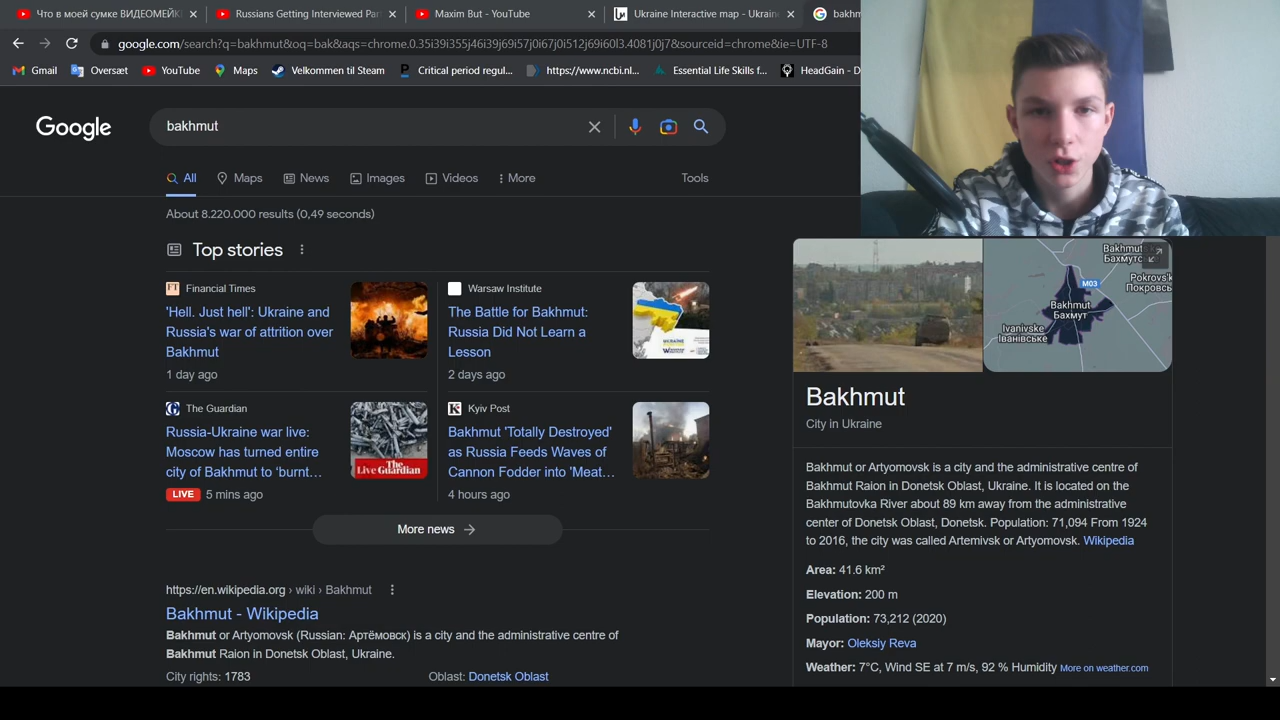 Что в моей сумке ВИДЕОМЕЙК
Russians Getting Interviewed Par
Maxim But - YouTube
Ukraine Interactive map - Ukrain
bakhm
google.com/search?q=bakhmut&oq=bak&aqs=chrome.0.35i39i355j46i39j69i57j0i67j0i512j69i60l3.4081j0j7&sourceid=chrome&ie=UTF-8
Gmail
Oversæt
YouTube
Maps
Velkommen til Steam
Critical period regul...
https://www.ncbi.nl...
Essential Life Skills f...
HeadGain - D
Google
bakhmut
All
Maps
News
Images
Videos
More
Tools
About 8.220.000 results (0,49 seconds)
Top stories
Financial Times
'Hell. Just hell': Ukraine and
Russia's war of attrition over
Bakhmut
1 day ago
Warsaw Institute
The Battle for Bakhmut:
Russia Did Not Learn a
Lesson
2 days ago
The Guardian
Russia-Ukraine war live:
Moscow has turned entire
city of Bakhmut to ‘burnt...
LIVE 5 mins ago
The
Live Guardian
Kyiv Post
Bakhmut 'Totally Destroyed'
as Russia Feeds Waves of
Cannon Fodder into 'Meat...
4 hours ago
More news
https://en.wikipedia.org › wiki › Bakhmut
Bakhmut - Wikipedia
Bakhmut or Artyomovsk (Russian: Артёмовск) is a city and the administrative centre of
Bakhmut Raion in Donetsk Oblast, Ukraine.
City rights: 1783
Oblast: Donetsk Oblast
Bakhmut
Бахмутс
Pokrovs'k
Покровсь
M03
Bakhmut
Бахмут
Ivanivske
Іванівське
Bakhmut
City in Ukraine
Bakhmut or Artyomovsk is a city and the administrative centre of
Bakhmut Raion in Donetsk Oblast, Ukraine. It is located on the
Bakhmutovka River about 89 km away from the administrative
center of Donetsk Oblast, Donetsk. Population: 71,094 From 1924
to 2016, the city was called Artemivsk or Artyomovsk. Wikipedia
Area: 41.6 km²
Elevation: 200 m
Population: 73,212 (2020)
Mayor: Oleksiy Reva
Weather: 7°C, Wind SE at 7 m/s, 92 % Humidity More on weather.com